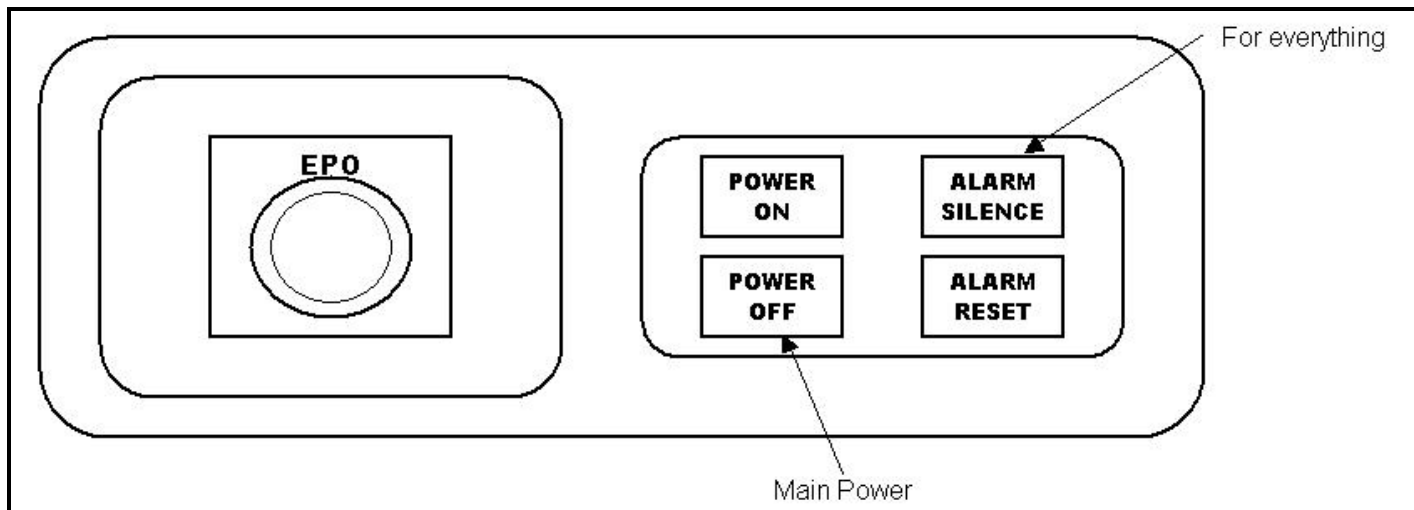 For everything
EPO
POWER
ON
ALARM
SILENCE
POWER
OFF
ALARM
RESET
Main Power